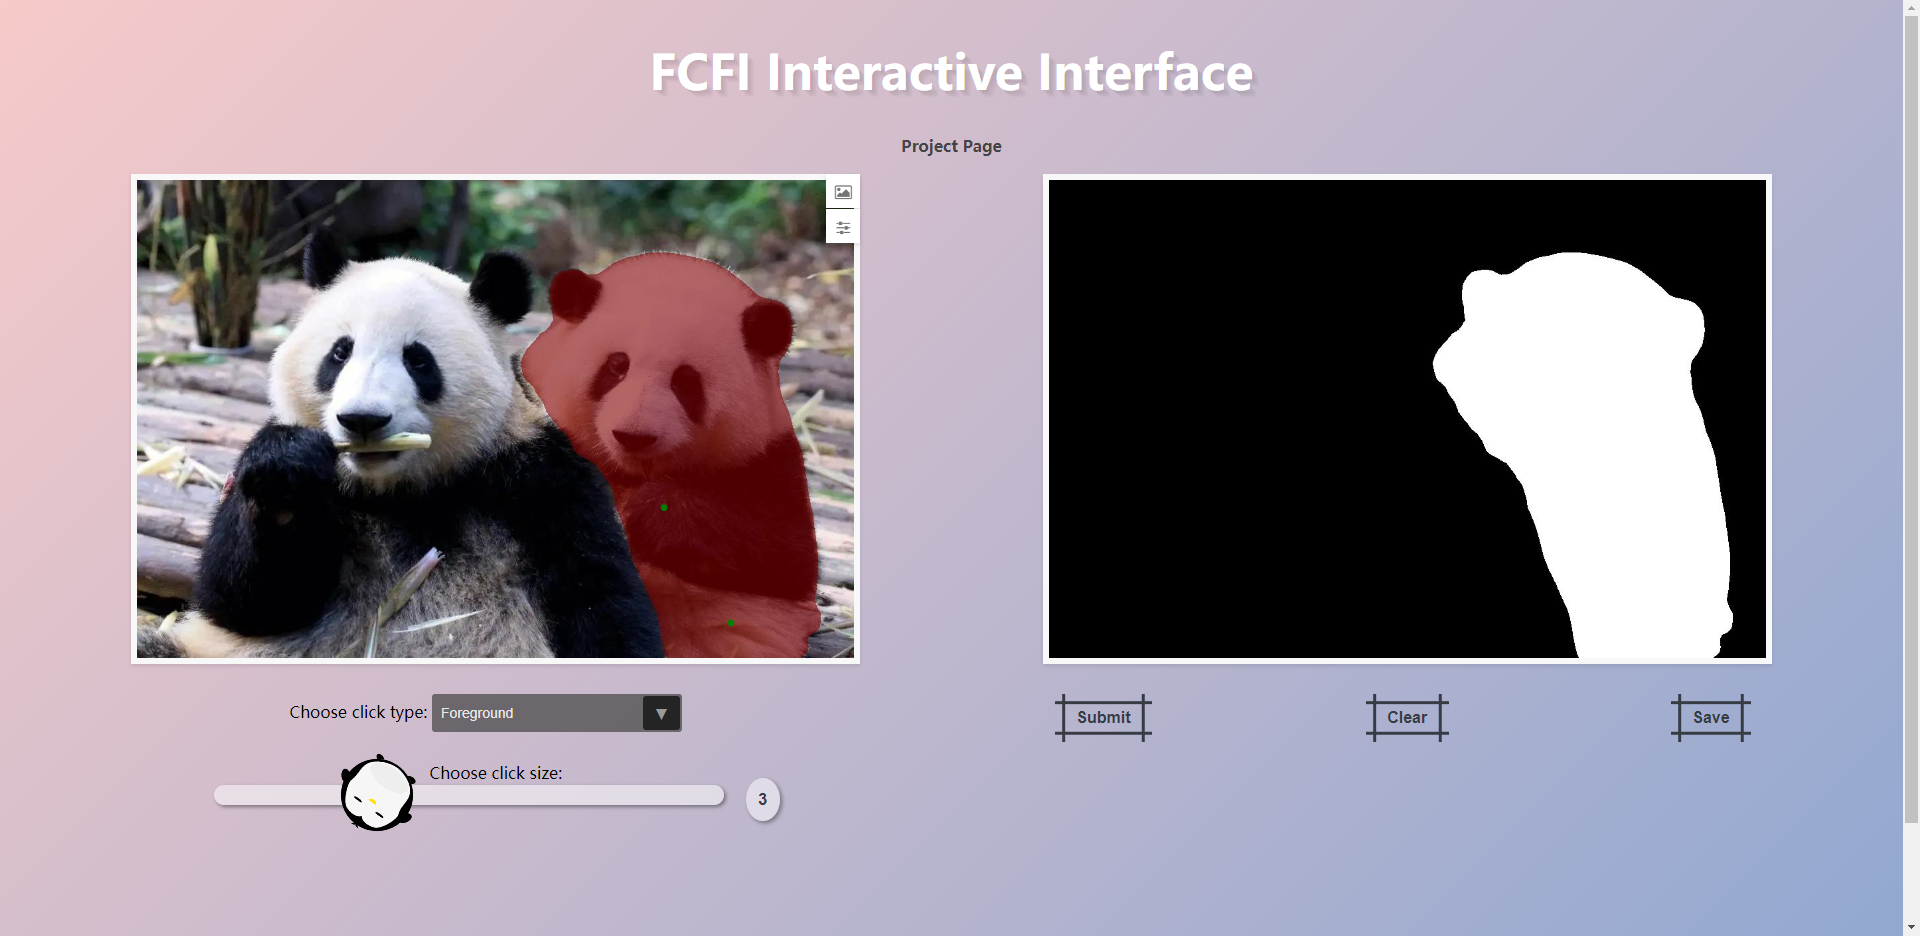 FCFI Interactive Interface
Project Page
Choose click type: Foreground ▼
Submit
Clear
Save
Choose click size:
3